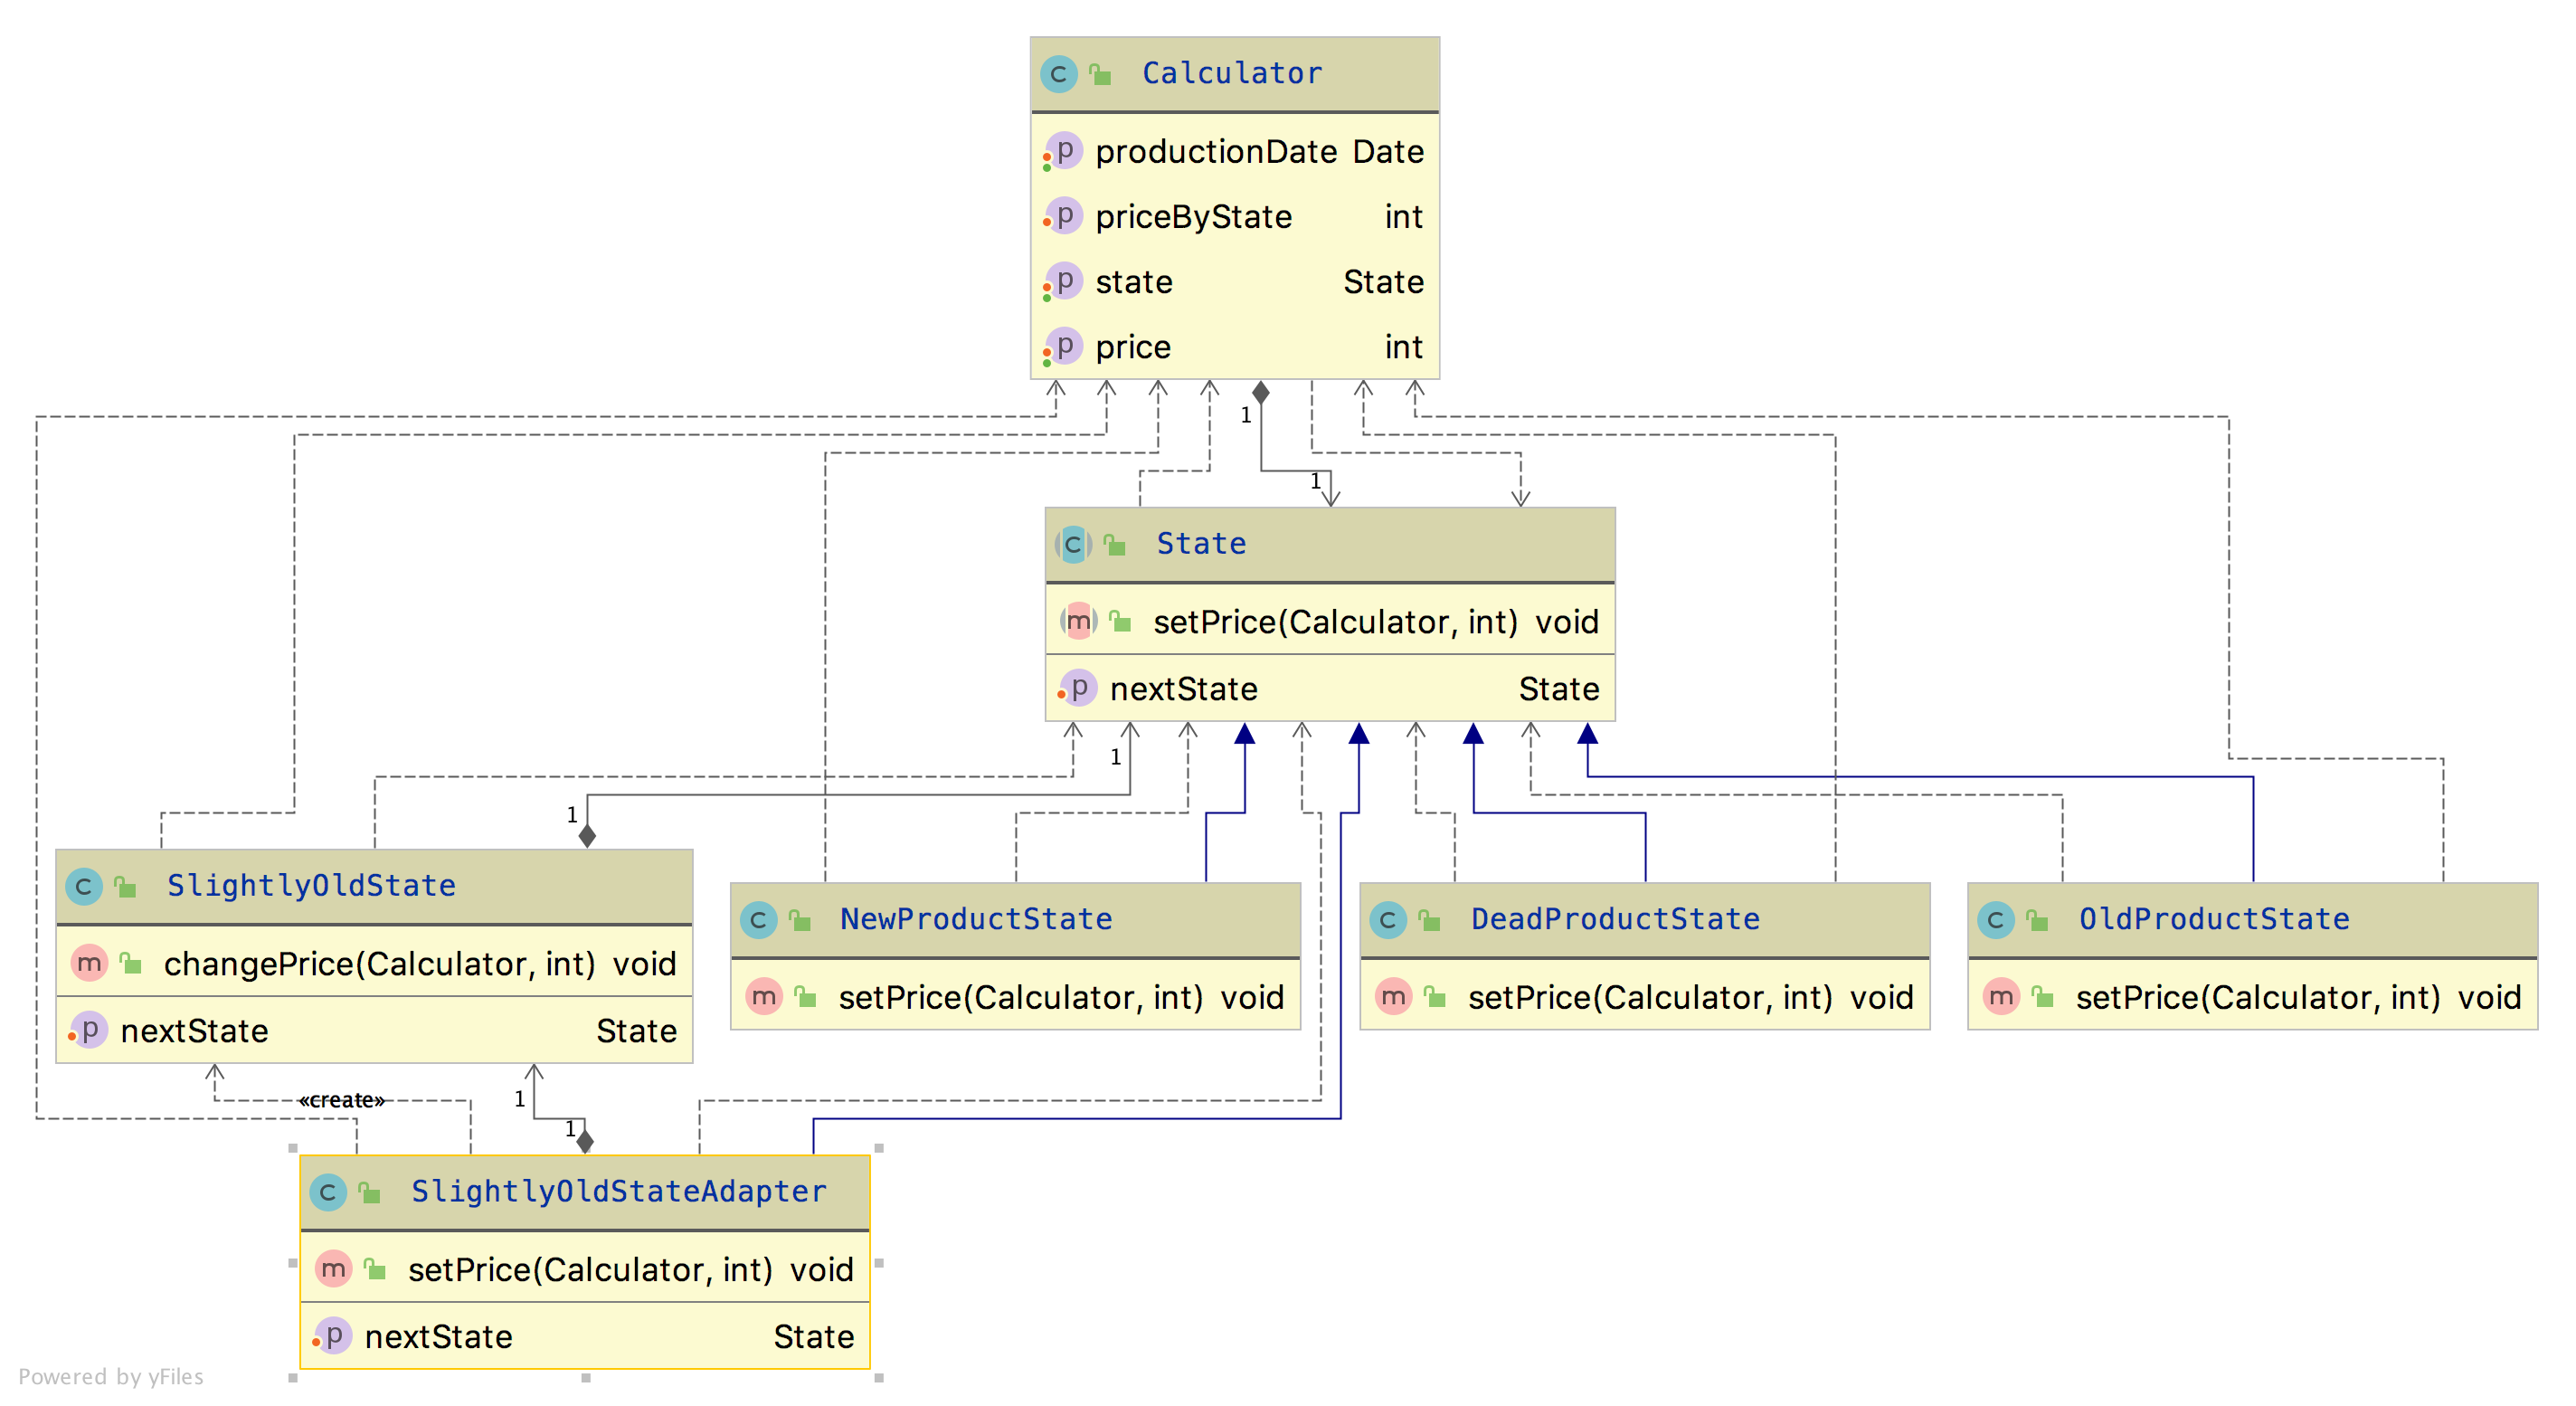 C Calculator
p productionDate Date
p priceByState int
p state State
p price int
1
1
C State
m setPrice(Calculator, int) void
p nextState State
1
1
C SlightlyOldState
m changePrice(Calculator, int) void
p nextState State
C NewProductState
m setPrice(Calculator, int) void
C DeadProductState
m setPrice(Calculator, int) void
C OldProductState
m setPrice(Calculator, int) void
«create»
1
1
C SlightlyOldStateAdapter
m setPrice(Calculator, int) void
p nextState State
Powered by yFiles